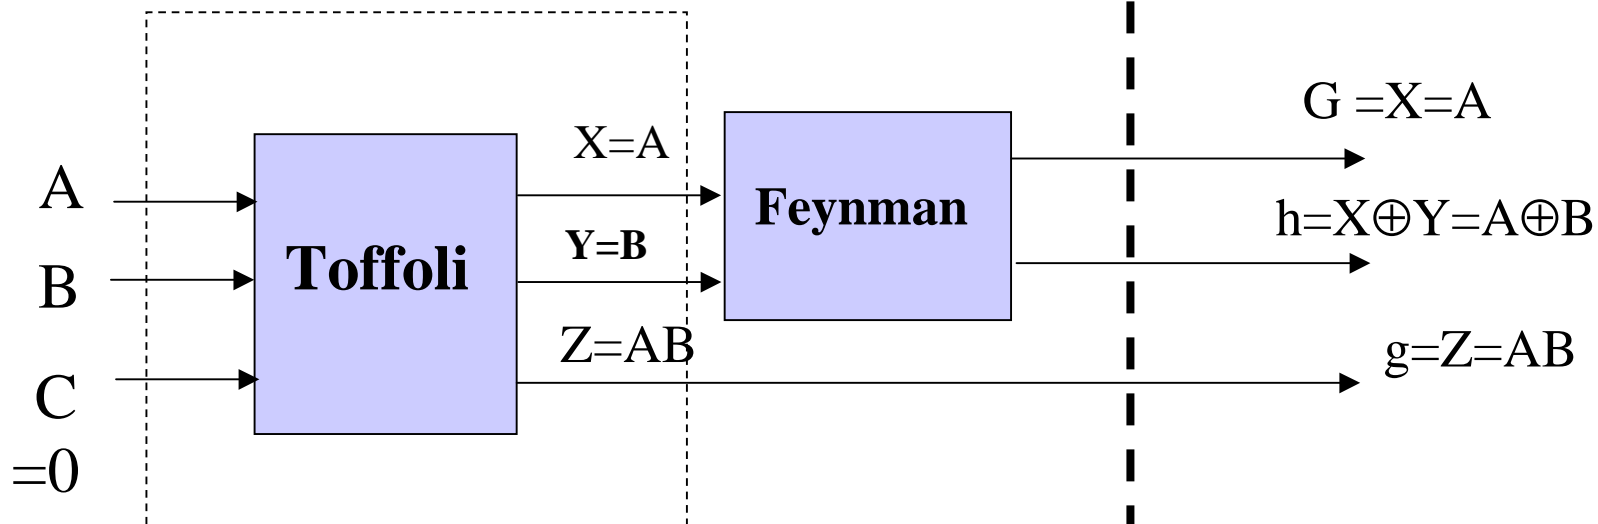 A
B
C
=0
Toffoli
X=A
Y=B
Z=AB
Feynman
G =X=A
h=X⊕Y=A⊕B
g=Z=AB